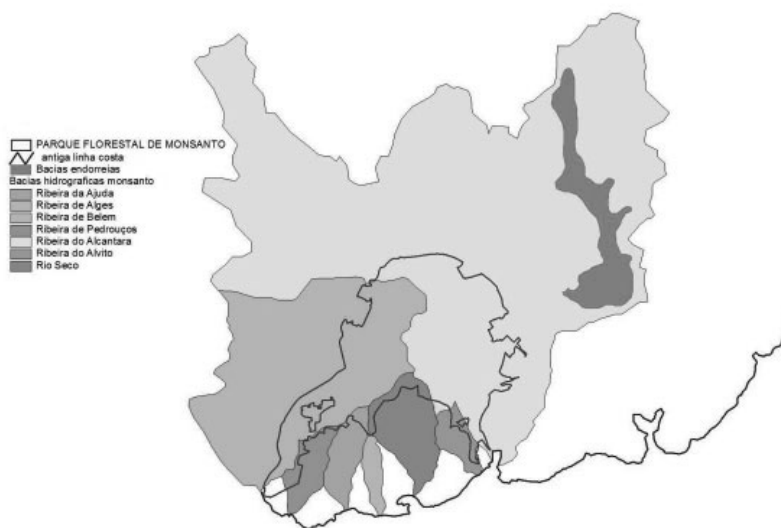 PARQUE FLORESTAL DE MONSANTO
antiga linha costa
Bacias endorreias
Bacias hidrograficas monsanto
Ribeira da Ajuda
Ribeira de Alges
Ribeira de Belem
Ribeira de Pedrouços
Ribeira do Alcantara
Ribeira do Alvito
Rio Seco